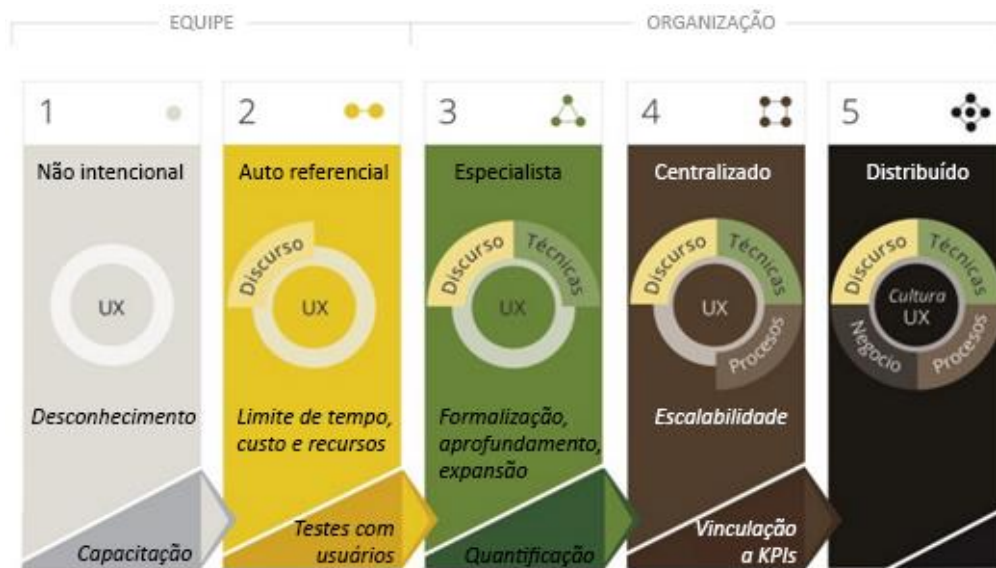 EQUIPE
ORGANIZAÇÃO
1
Não intencional
UX
Desconhecimento
Capacitação
2
Auto referencial
Discurso
UX
Limite de tempo,
custo e recursos
Testes com
usuários
3
Especialista
Discurso
Técnicas
UX
Formalização,
aprofundamento,
expansão
Quantificação
4
Centralizado
Discurso
Técnicas
UX
Processos
Escalabilidade
Vinculação
a KPIs
5
Distribuído
Discurso
Técnicas
Cultura
UX
Negocio
Processos